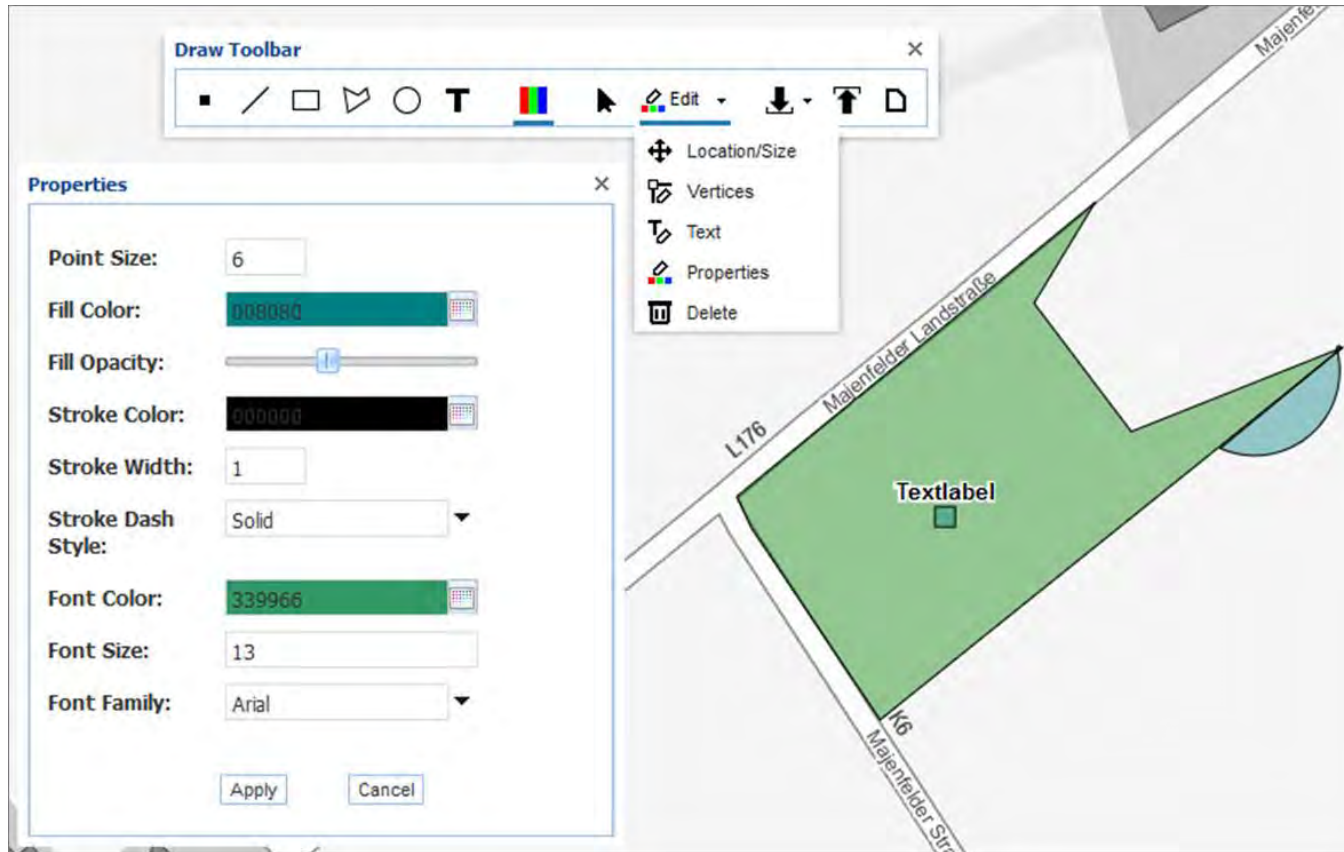 Draw Toolbar
T
Edit
Location/Size
Vertices
Text
Properties
Delete
Properties
Point Size: 6
Fill Color: 008080
Fill Opacity:
Stroke Color: 000000
Stroke Width: 1
Stroke Dash Style: Solid
Font Color: 339966
Font Size: 13
Font Family: Arial
Apply Cancel
Majenfelder Landstraße
L176
Textlabel
K6